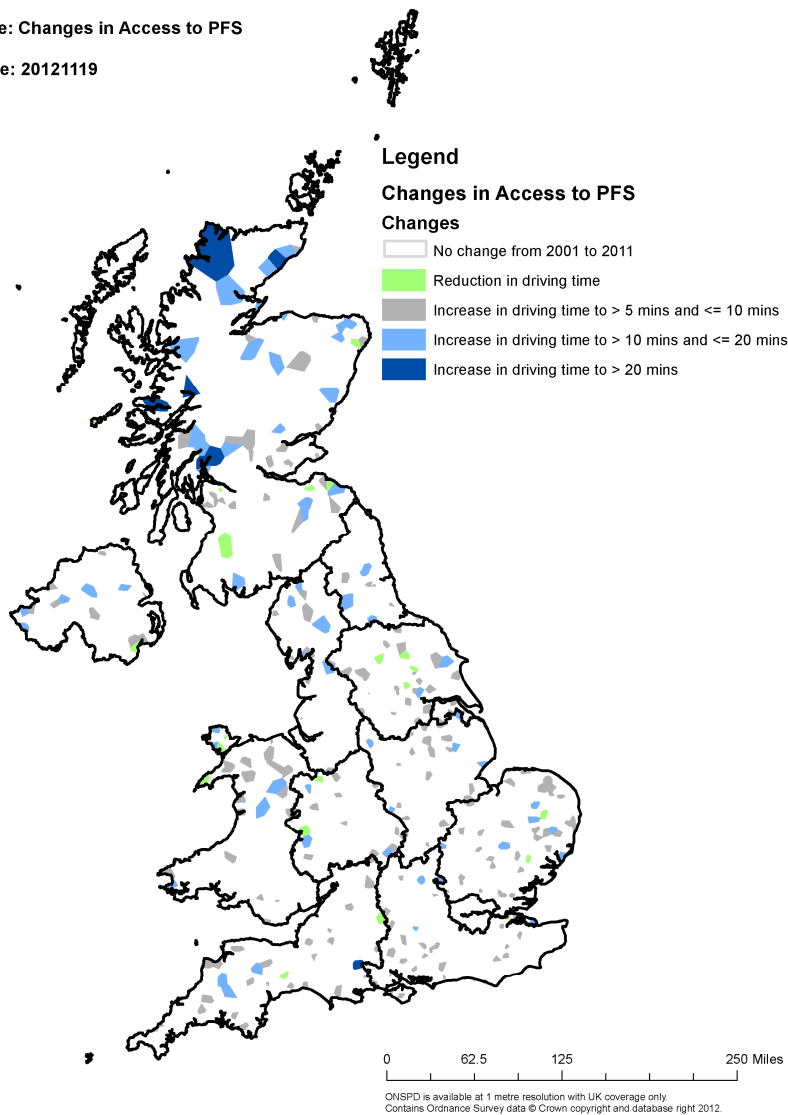 e: Changes in Access to PFS
e: 20121119
Legend
Changes in Access to PFS
Changes
No change from 2001 to 2011
Reduction in driving time
Increase in driving time to > 5 mins and <= 10 mins
Increase in driving time to > 10 mins and <= 20 mins
Increase in driving time to > 20 mins
0 62.5 125 250 Miles
ONSPD is available at 1 metre resolution with UK coverage only.
Contains Ordnance Survey data © Crown copyright and database right 2012.